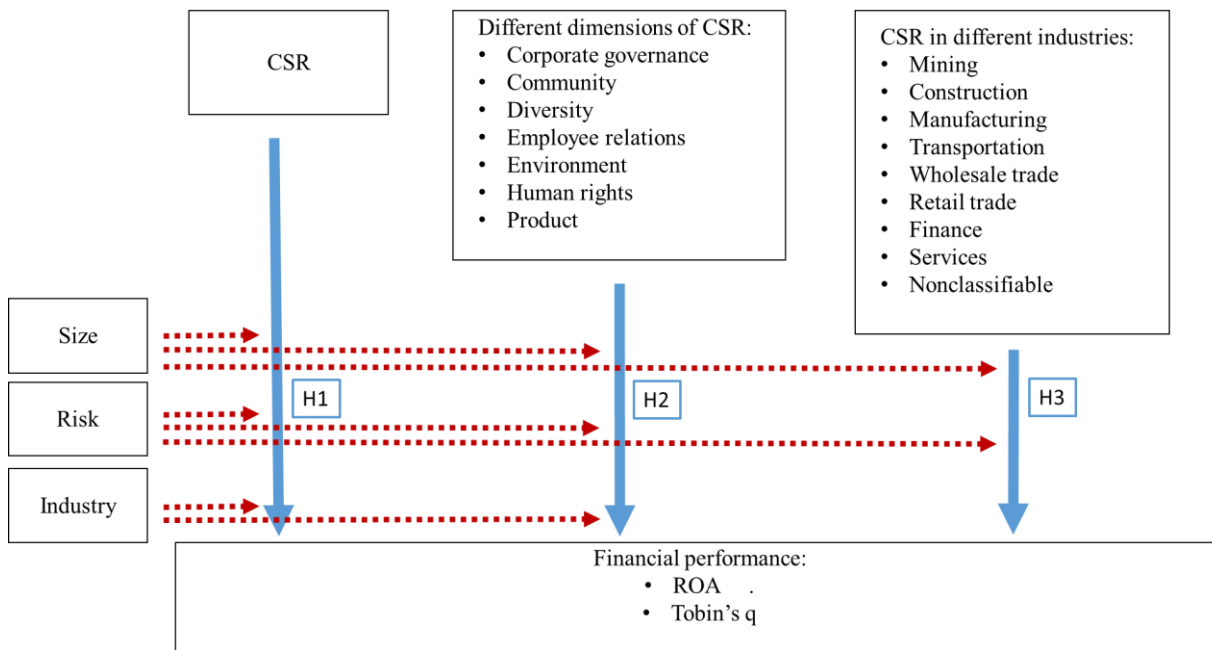 CSR
Different dimensions of CSR:
• Corporate governance
• Community
• Diversity
• Employee relations
• Environment
• Human rights
• Product
CSR in different industries:
• Mining
• Construction
• Manufacturing
• Transportation
• Wholesale trade
• Retail trade
• Finance
• Services
• Nonclassifiable
Size
Risk
Industry
H1
H2
H3
Financial performance:
• ROA .
• Tobin’s q